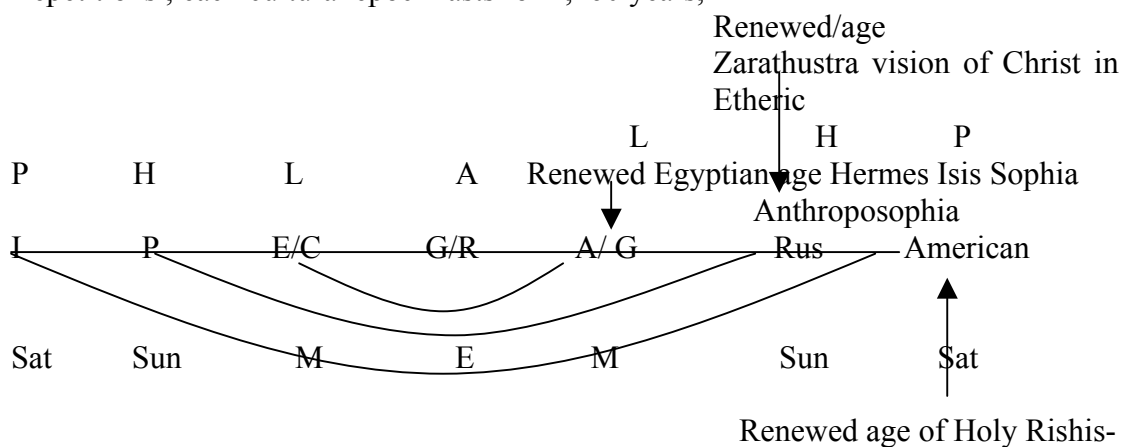 Renewed/age
Zarathustra vision of Christ in
Etheric
L H P
P H L A Renewed Egyptian age Hermes Isis Sophia
Anthroposophia
I P E/C G/R A/ G Rus American
Sat Sun M E M Sun Sat
Renewed age of Holy Rishis-